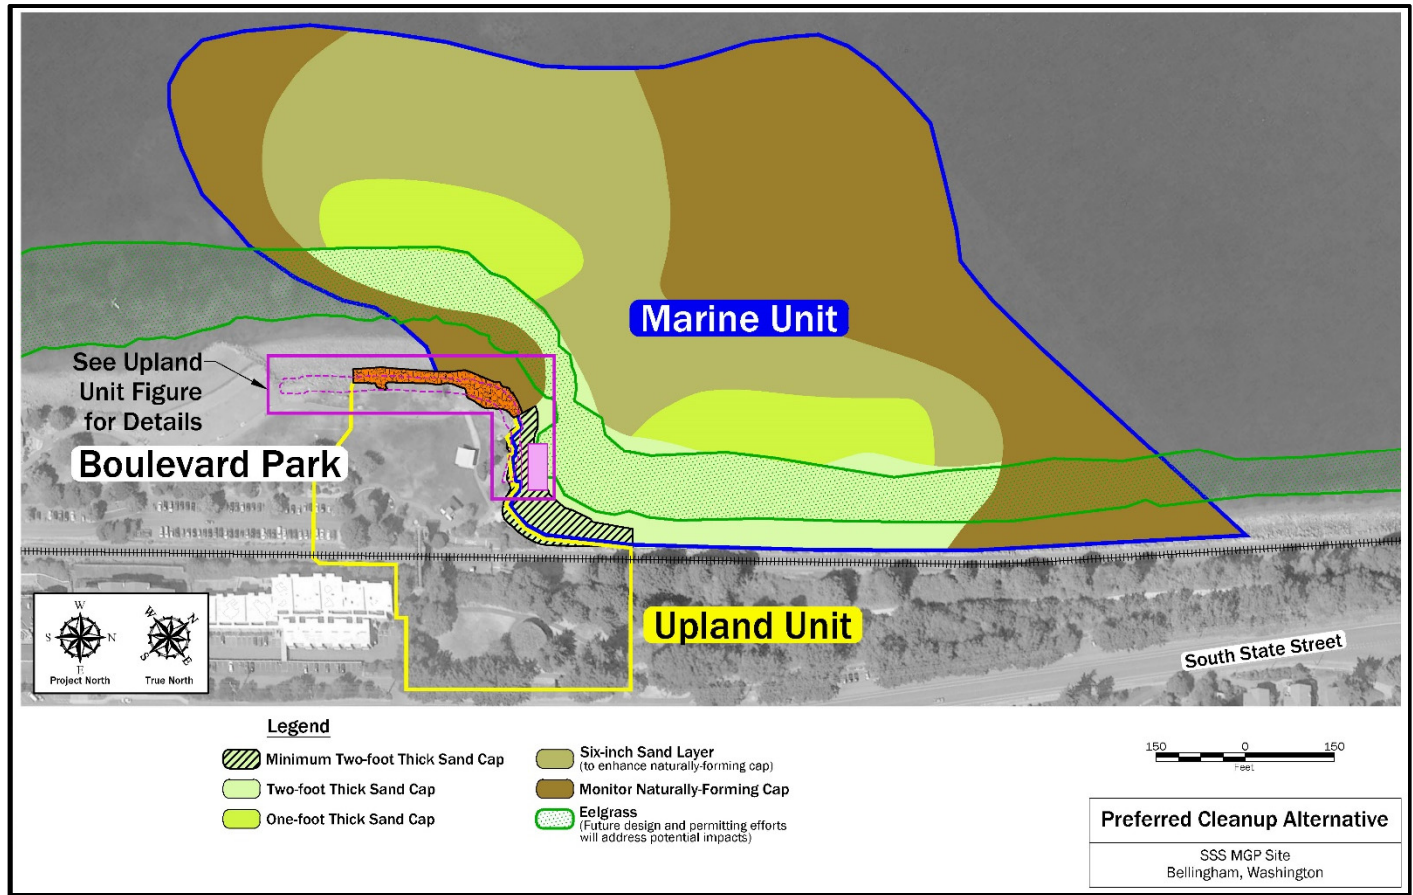 Marine Unit
See Upland
Unit Figure
for Details
Boulevard Park
Upland Unit
South State Street
W
S
N
E
Project North
W
N
S
E
True North
Legend
Minimum Two-foot Thick Sand Cap
Two-foot Thick Sand Cap
One-foot Thick Sand Cap
Six-inch Sand Layer
(to enhance naturally-forming cap)
Monitor Naturally-Forming Cap
Eelgrass
(Future design and permitting efforts
will address potential impacts)
150 0 150
Feet
Preferred Cleanup Alternative
SSS MGP Site
Bellingham, Washington